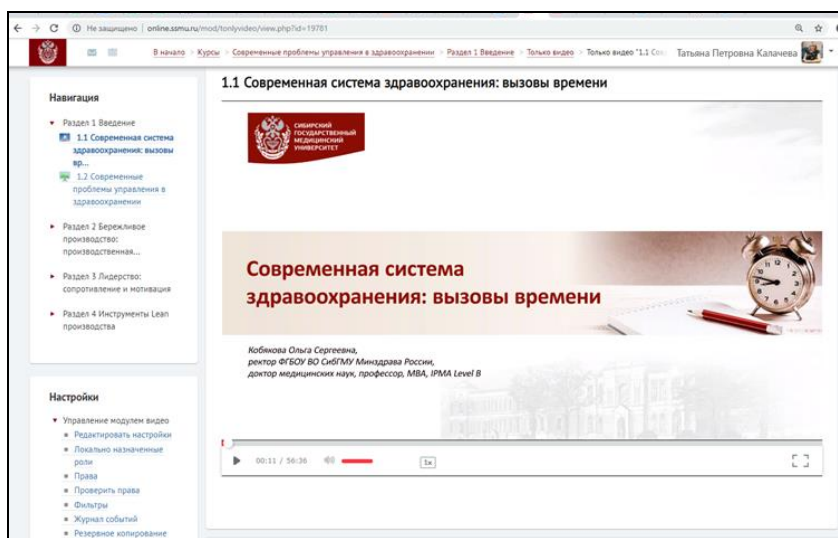 Не защищено | online.ssmu.ru/mod/tonlyvideo/view.php?id=19781
В начало > Курсы > Современные проблемы управления в здравоохранении > Раздел 1 Введение > Только видео > Только видео "1.1 Сов
Татьяна Петровна Калачева
Навигация
Раздел 1 Введение
1.1 Современная система
здравоохранения: вызовы
вр...
1.2 Современные
проблемы управления в
здравоохранении
Раздел 2 Бережливое
производство:
производственная...
Раздел 3 Лидерство:
сопротивление и мотивация
Раздел 4 Инструменты Lean
производства
Настройки
Управление модулем видео
Редактировать настройки
Локально назначенные
роли
Права
Проверить права
Фильтры
Журнал событий
Резервное копирование
1.1 Современная система здравоохранения: вызовы времени
СИБИРСКИЙ
ГОСУДАРСТВЕННЫЙ
МЕДИЦИНСКИЙ
УНИВЕРСИТЕТ
Современная система
здравоохранения: вызовы времени
Кобякова Ольга Сергеевна,
ректор ФГБОУ ВО СибГМУ Минздрава России,
доктор медицинских наук, профессор, MBA, IPMA Level B
00:11 / 56:36
1x